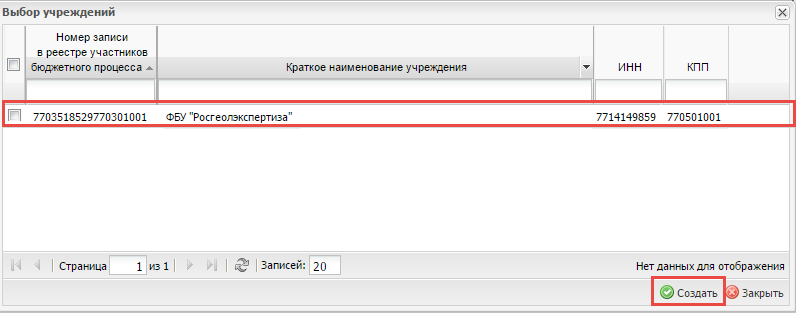 Выбор учреждений
Номер записи
в реестре участников
бюджетного процесса
Краткое наименование учреждения
ИНН
КПП
7703518529770301001 ФБУ "Росгеолэкспертиза" 7714149859 770501001
Страница 1 из 1 Записей: 20 Нет данных для отображения
Создать Закрыть